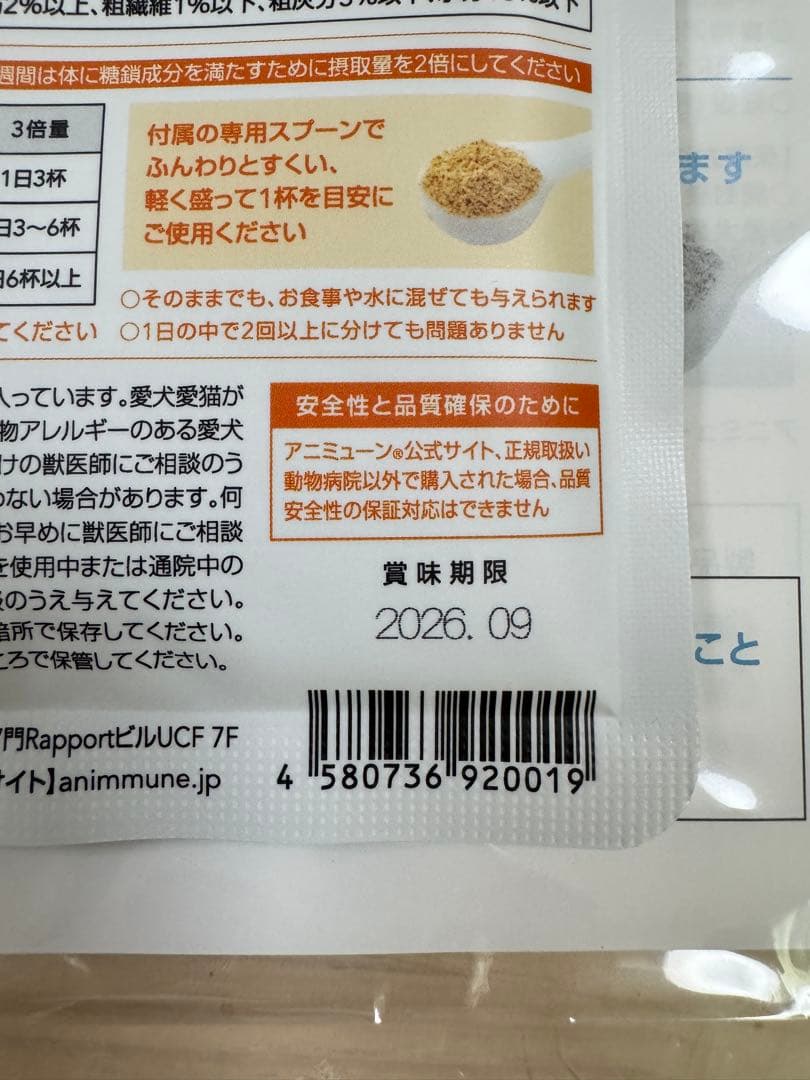 2%以上、粗繊維1%以下、粗灰分
週間は体に糖鎖成分を満たすために摂取量を2倍にしてください
3倍量
1日3杯
日3〜6杯
日6杯以上
付属の専用スプーンで
ふんわりとすくい、
軽く盛って1杯を目安に
ご使用ください
○そのままでも、お食事や水に混ぜても与えられます
てください
○1日の中で2回以上に分けても問題ありません
入っています。愛犬愛猫が
物アレルギーのある愛犬
けの獣医師にご相談のう
わない場合があります。何
お早めに獣医師にご相談
を使用中または通院中の
のうえ与えてください。
暗所で保存してください。
ころで保管してください。
安全性と品質確保のために
アニミューン®公式サイト、正規取扱い
動物病院以外で購入された場合、品質
安全性の保証対応はできません
賞味期限
2026.09
門RapportビルUCF 7F
サイト】animmune.jp
4 580736 920019
ます
こと